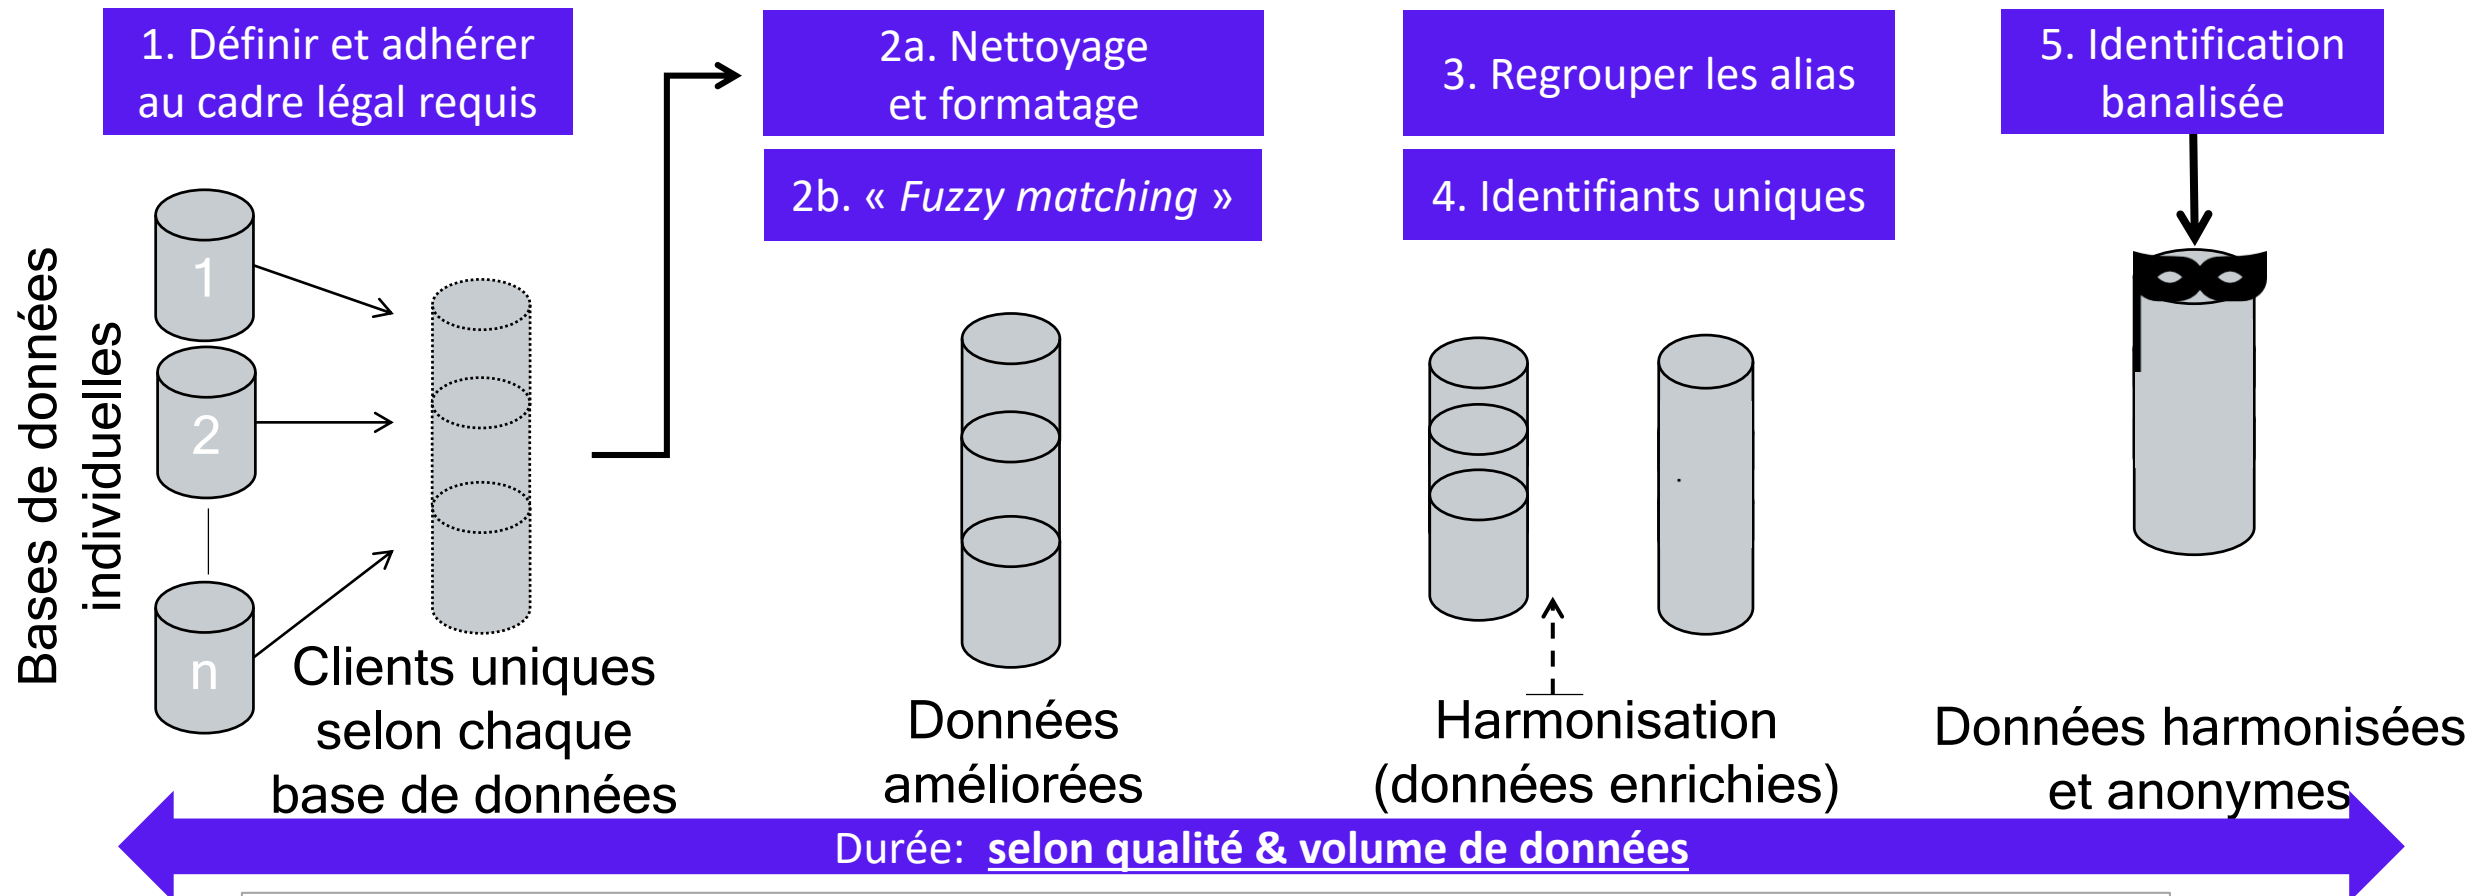 1. Définir et adhérer
au cadre légal requis
2a. Nettoyage
et formatage
2b. « Fuzzy matching »
3. Regrouper les alias
4. Identifiants uniques
5. Identification
banalisée
Bases de données
individuelles
1
2
n
Clients uniques
selon chaque
base de données
Données
améliorées
Harmonisation
(données enrichies)
Données harmonisées
et anonymes
Durée: selon qualité & volume de données